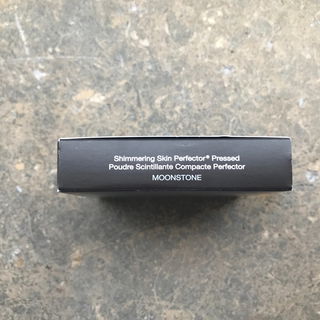 Shimmering Skin Perfector® Pressed
Poudre Scintillante Compacte Perfector
MOONSTONE